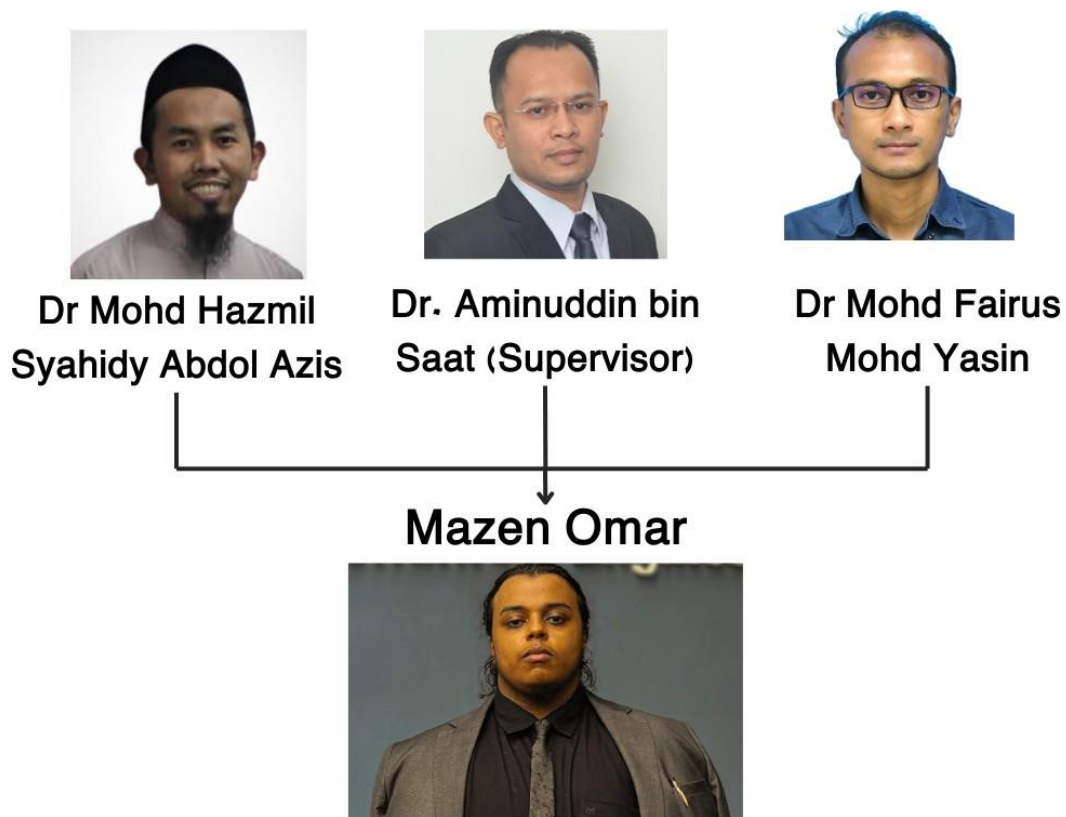 Dr Mohd Hazmil
Syahidy Abdol Azis
Dr. Aminuddin bin
Saat (Supervisor)
Dr Mohd Fairus
Mohd Yasin
Mazen Omar